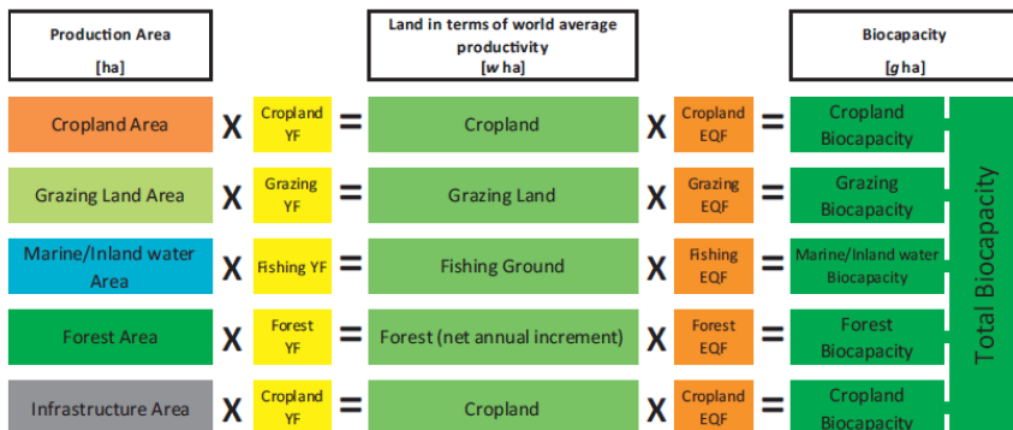 Production Area
[ha]
Land in terms of world average
productivity
[w ha]
Biocapacity
[g ha]
Cropland Area
X
Cropland
YF
=
Cropland
X
Cropland
EQF
=
Cropland
Biocapacity
Grazing Land Area
X
Grazing
YF
=
Grazing Land
X
Grazing
EQF
=
Grazing
Biocapacity
Marine/Inland water
Area
X
Fishing YF
=
Fishing Ground
X
Fishing
EQF
=
Marine/Inland water
Biocapacity
Forest Area
X
Forest
YF
=
Forest (net annual increment)
X
Forest
EQF
=
Forest
Biocapacity
Infrastructure Area
X
Cropland
YF
=
Cropland
X
Cropland
EQF
=
Cropland
Biocapacity
Total Biocapacity